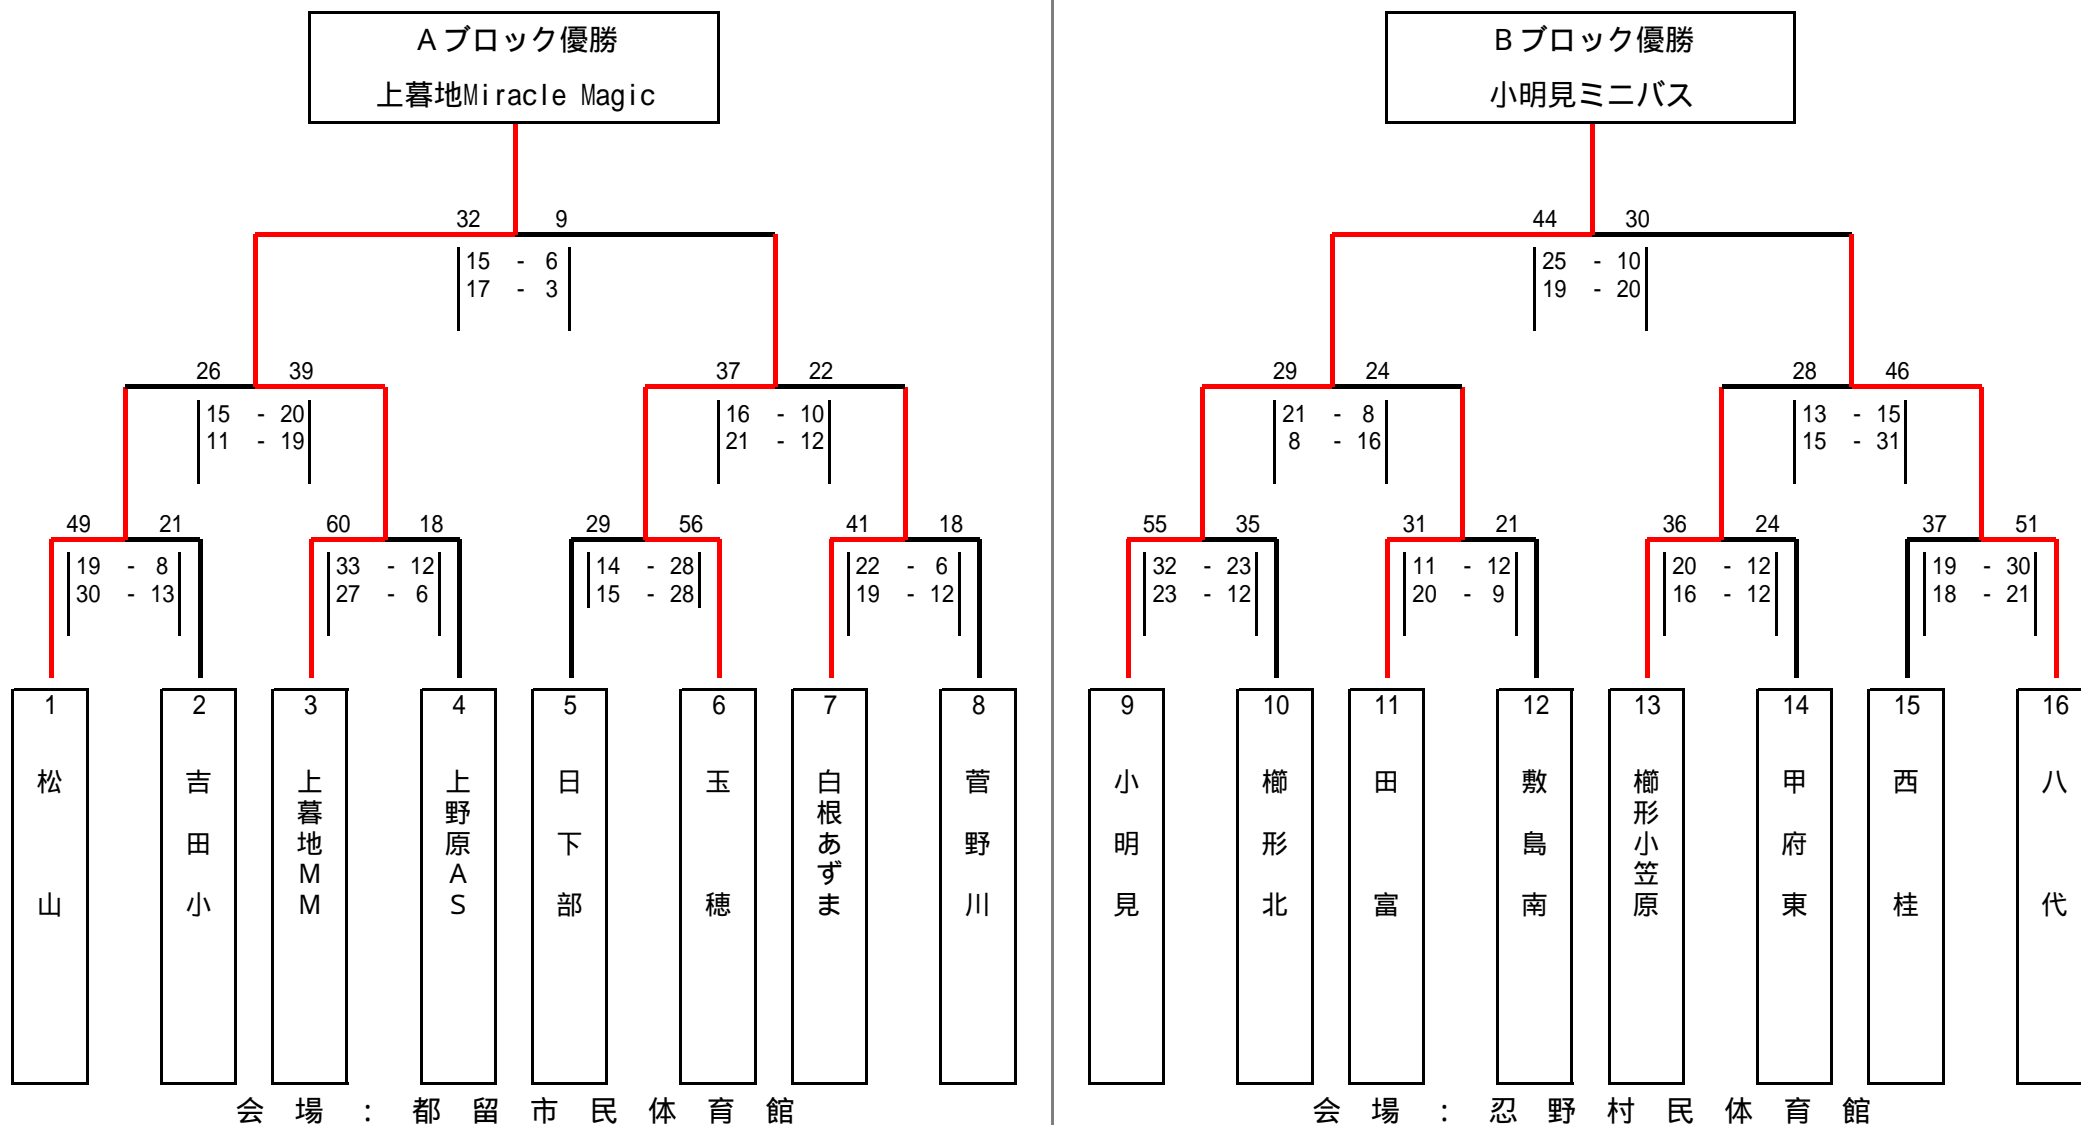 Aブロック優勝
上暮地Miracle Magic
32 9
15 - 6
17 - 3
26 39
15 - 20
11 - 19
37 22
16 - 10
21 - 12
49 21
19 - 8
30 - 13
60 18
33 - 12
27 - 6
29 56
14 - 28
15 - 28
41 18
22 - 6
19 - 12
1
松山
2
吉田小
3
上暮地MM
4
上野原AS
5
日下部
6
玉穂
7
白根あずま
8
菅野川
会場:都留市民体育館
Bブロック優勝
小明見ミニバス
44 30
25 - 10
19 - 20
29 24
21 - 8
8 - 16
28 46
13 - 15
15 - 31
55 35
32 - 23
23 - 12
31 21
11 - 12
20 - 9
36 24
20 - 12
16 - 12
37 51
19 - 30
18 - 21
9
小明見
10
櫛形北
11
田富
12
敷島南
13
櫛形小笠原
14
甲府東
15
西桂
16
八代
会場:忍野村民体育館